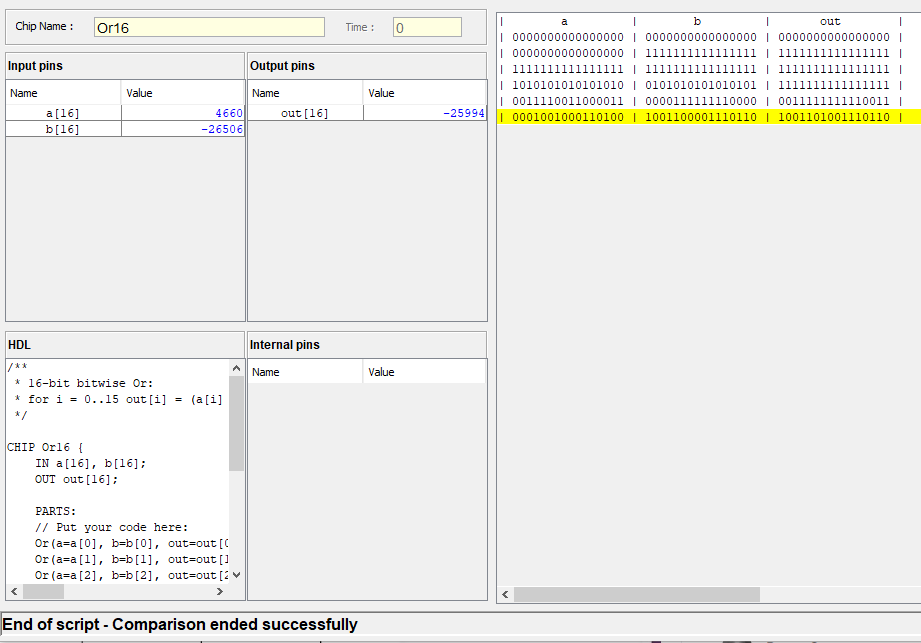 Chip Name : Or16 Time : 0
Input pins
Name Value
a[16] 4660
b[16] -26506
Output pins
Name Value
out[16] -25994
HDL
/**
* 16-bit bitwise Or:
* for i = 0..15 out[i] = (a[i]
*/
CHIP Or16 {
IN a[16], b[16];
OUT out[16];
PARTS:
// Put your code here:
Or(a=a[0], b=b[0], out=out[0
Or(a=a[1], b=b[1], out=out[1
Or(a=a[2], b=b[2], out=out[2
Internal pins
Name Value
| a | b | out |
| 0000000000000000 | 0000000000000000 | 0000000000000000 |
| 0000000000000000 | 1111111111111111 | 1111111111111111 |
| 1111111111111111 | 1111111111111111 | 1111111111111111 |
| 1010101010101010 | 0101010101010101 | 1111111111111111 |
| 0011110011000011 | 0000111111110000 | 0011111111110011 |
| 0001001000110100 | 1001100001110110 | 1001101001110110 |
End of script - Comparison ended successfully